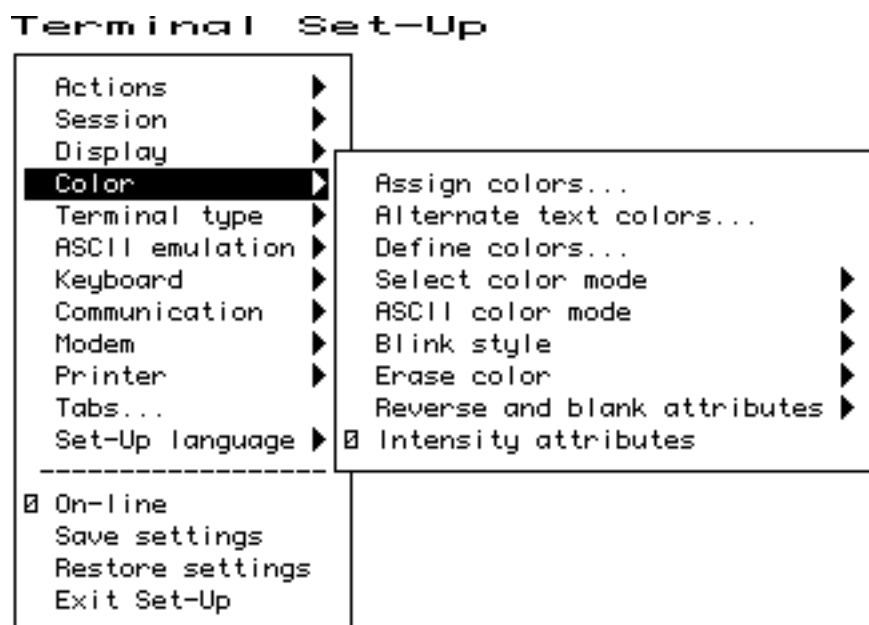 Terminal Set-Up
Actions
Session
Display
Color
Terminal type
ASCII emulation
Keyboard
Communication
Modem
Printer
Tabs...
Set-Up language
On-line
Save settings
Restore settings
Exit Set-Up
Assign colors...
Alternate text colors...
Define colors...
Select color mode
ASCII color mode
Blink style
Erase color
Reverse and blank attributes
Intensity attributes